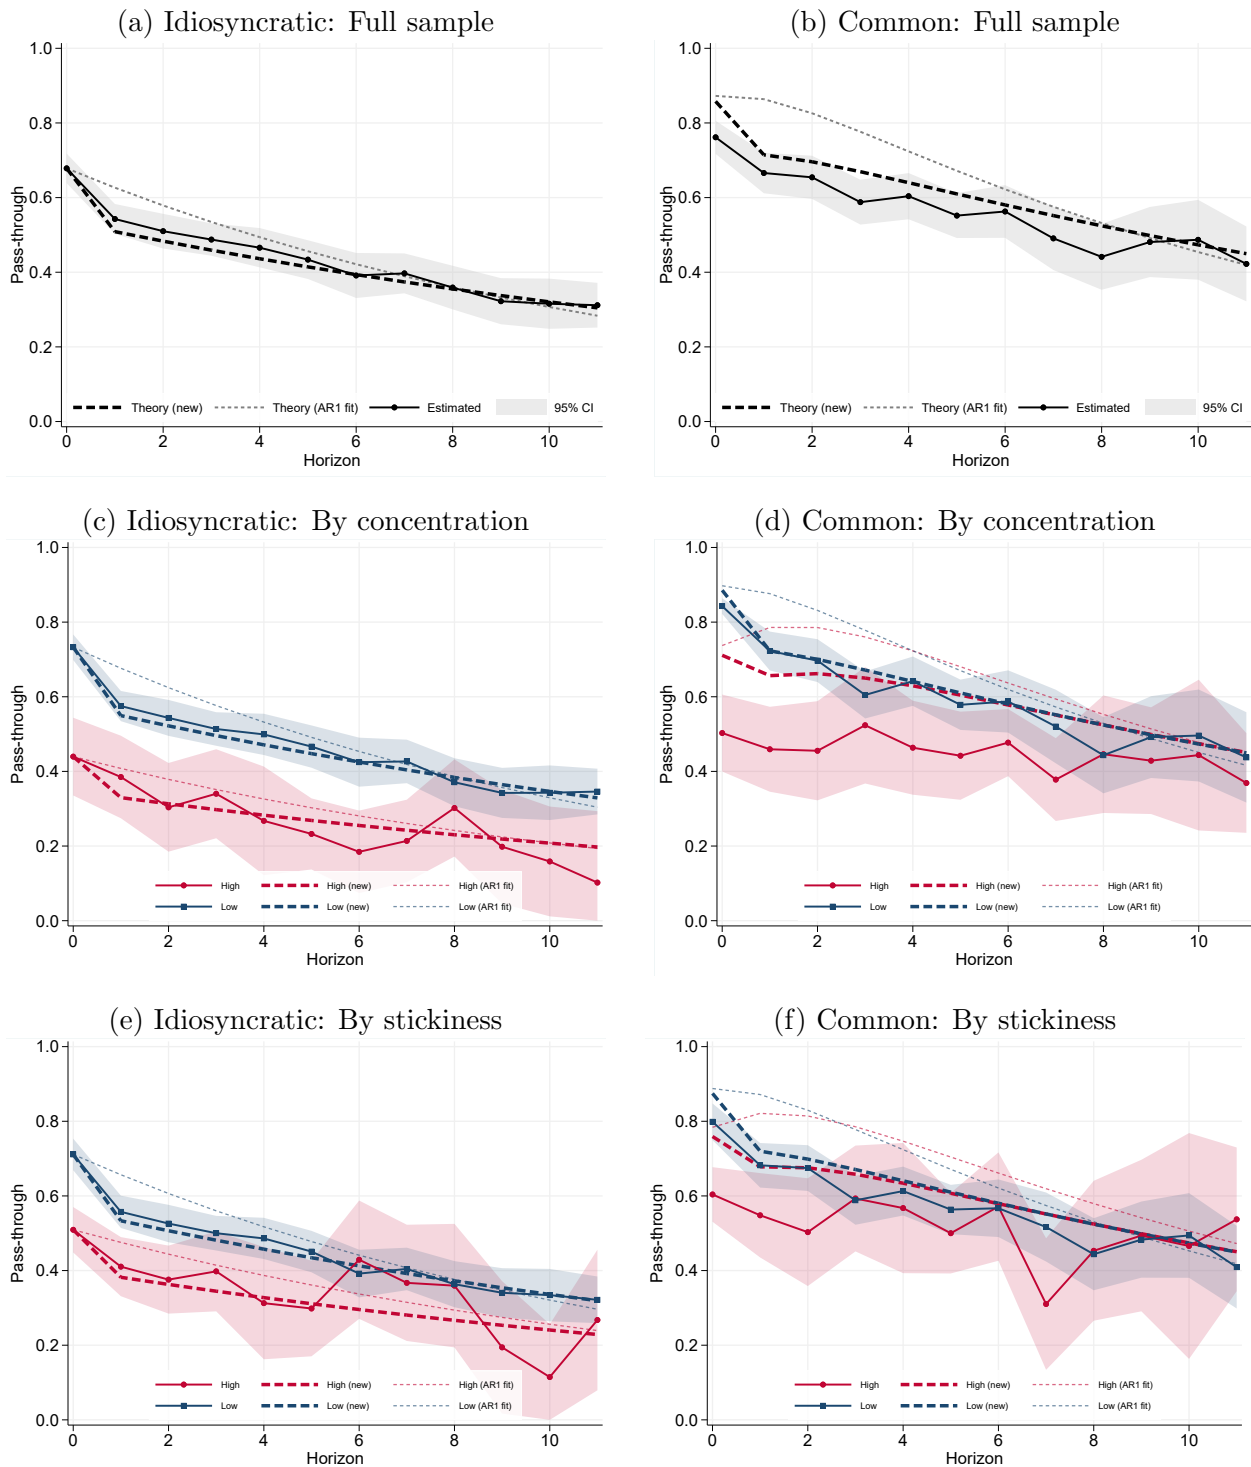 (a) Idiosyncratic: Full sample
1.0
0.8
0.6
0.4
0.2
0.0
Pass-through
Theory (new) Theory (AR1 fit) Estimated 95% CI
0 2 4 6 8 10
Horizon
(b) Common: Full sample
1.0
0.8
0.6
0.4
0.2
0.0
Pass-through
Theory (new) Theory (AR1 fit) Estimated 95% CI
0 2 4 6 8 10
Horizon
(c) Idiosyncratic: By concentration
1.0
0.8
0.6
0.4
0.2
0.0
Pass-through
High High (new) High (AR1 fit)
Low Low (new) Low (AR1 fit)
0 2 4 6 8 10
Horizon
(d) Common: By concentration
1.0
0.8
0.6
0.4
0.2
0.0
Pass-through
High High (new) High (AR1 fit)
Low Low (new) Low (AR1 fit)
0 2 4 6 8 10
Horizon
(e) Idiosyncratic: By stickiness
1.0
0.8
0.6
0.4
0.2
0.0
Pass-through
High High (new) High (AR1 fit)
Low Low (new) Low (AR1 fit)
0 2 4 6 8 10
Horizon
(f) Common: By stickiness
1.0
0.8
0.6
0.4
0.2
0.0
Pass-through
High High (new) High (AR1 fit)
Low Low (new) Low (AR1 fit)
0 2 4 6 8 10
Horizon